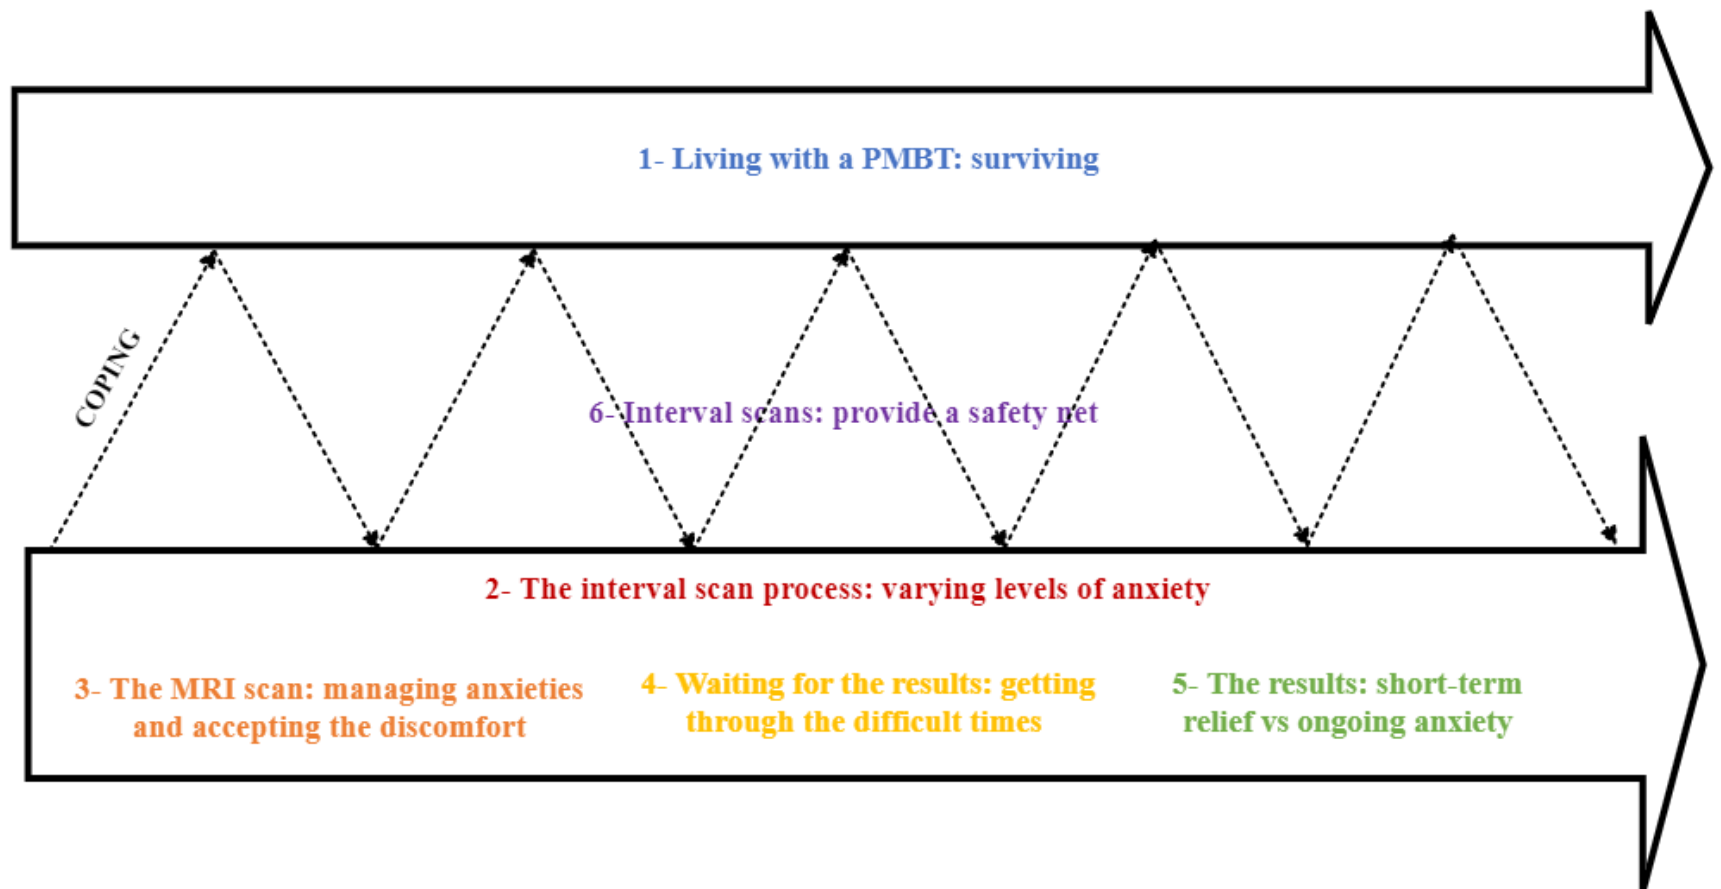 1- Living with a PMBT: surviving
COPING
6- Interval scans: provide a safety net
2- The interval scan process: varying levels of anxiety
3- The MRI scan: managing anxieties
and accepting the discomfort
4- Waiting for the results: getting
through the difficult times
5- The results: short-term
relief vs ongoing anxiety